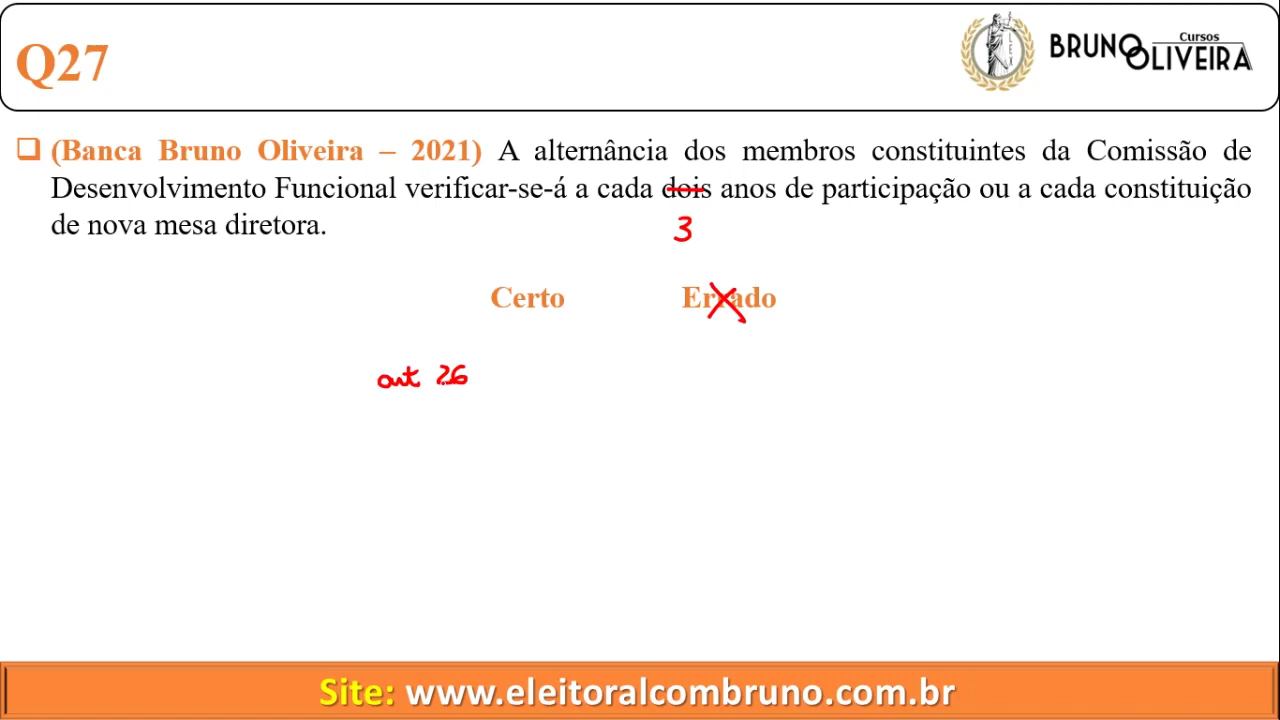 Q27
Cursos
BRUNO
OLIVEIRA
(Banca Bruno Oliveira – 2021) A alternância dos membros constituintes da Comissão de
Desenvolvimento Funcional verificar-se-á a cada dois anos de participação ou a cada constituição
de nova mesa diretora.
3
Certo Errado
art 26
Site: www.eleitoralcombruno.com.br